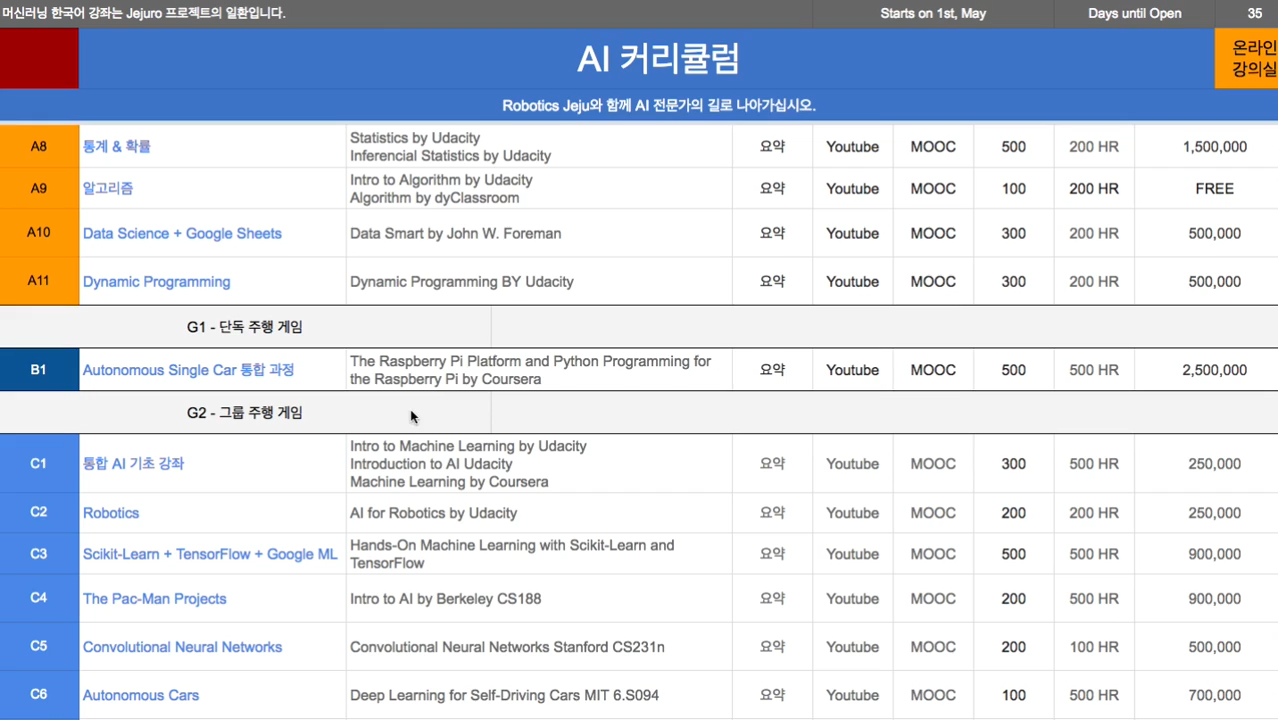 머신러닝 한국어 강좌는 Jejuro 프로젝트의 일환입니다. Starts on 1st, May Days until Open 35
AI 커리큘럼
온라인
강의실
Robotics Jeju와 함께 AI 전문가의 길로 나아가십시오.
A8 통계 & 확률 Statistics by Udacity
Inferencial Statistics by Udacity 요약 Youtube MOOC 500 200 HR 1,500,000
A9 알고리즘 Intro to Algorithm by Udacity
Algorithm by dyClassroom 요약 Youtube MOOC 100 200 HR FREE
A10 Data Science + Google Sheets Data Smart by John W. Foreman 요약 Youtube MOOC 300 200 HR 500,000
A11 Dynamic Programming Dynamic Programming BY Udacity 요약 Youtube MOOC 300 200 HR 500,000
G1 - 단독 주행 게임
B1 Autonomous Single Car 통합 과정 The Raspberry Pi Platform and Python Programming for
the Raspberry Pi by Coursera 요약 Youtube MOOC 500 500 HR 2,500,000
G2 - 그룹 주행 게임
C1 통합 AI 기초 강좌 Intro to Machine Learning by Udacity
Introduction to AI Udacity
Machine Learning by Coursera 요약 Youtube MOOC 300 500 HR 250,000
C2 Robotics AI for Robotics by Udacity 요약 Youtube MOOC 200 200 HR 250,000
C3 Scikit-Learn + TensorFlow + Google ML Hands-On Machine Learning with Scikit-Learn and
TensorFlow 요약 Youtube MOOC 500 500 HR 900,000
C4 The Pac-Man Projects Intro to AI by Berkeley CS188 요약 Youtube MOOC 200 500 HR 900,000
C5 Convolutional Neural Networks Convolutional Neural Networks Stanford CS231n 요약 Youtube MOOC 200 100 HR 500,000
C6 Autonomous Cars Deep Learning for Self-Driving Cars MIT 6.S094 요약 Youtube MOOC 100 500 HR 700,000